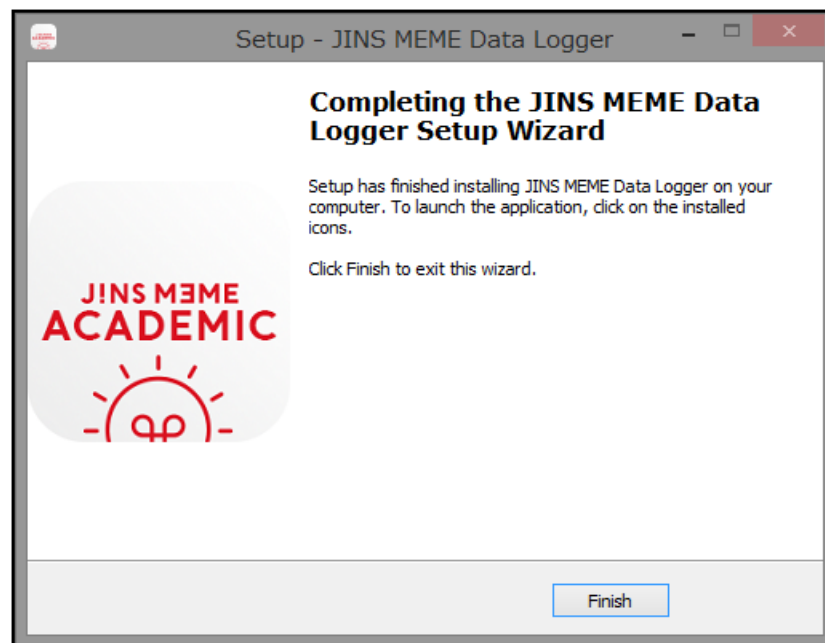 Setup - JINS MEME Data Logger
Completing the JINS MEME Data
Logger Setup Wizard
Setup has finished installing JINS MEME Data Logger on your
computer. To launch the application, click on the installed
icons.
Click Finish to exit this wizard.
J!NS MEME
ACADEMIC
Finish